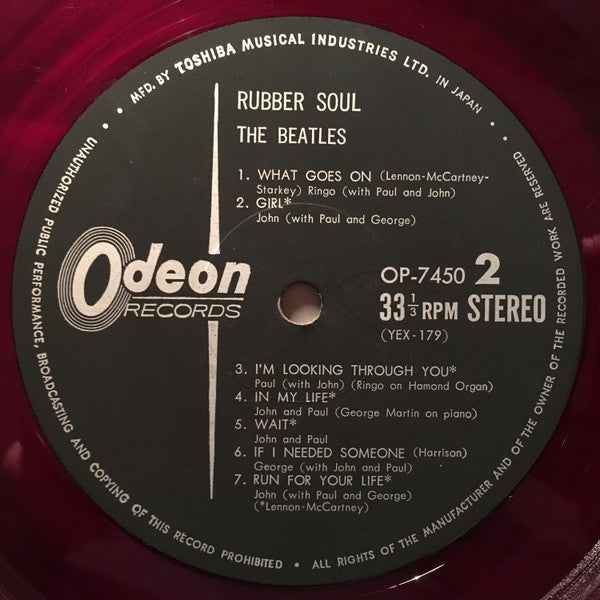 • MFD. BY TOSHIBA MUSICAL INDUSTRIES LTD. IN JAPAN •
RUBBER SOUL
THE BEATLES
1. WHAT GOES ON (Lennon-McCartney-
Starkey) Ringo (with Paul and John)
2. GIRL*
John (with Paul and George)
Odeon
RECORDS
OP-7450 2
33 1/3 RPM STEREO
(YEX-179)
3. I'M LOOKING THROUGH YOU*
Paul (with John) (Ringo on Hamond Organ)
4. IN MY LIFE*
John and Paul (George Martin on piano)
5. WAIT*
John and Paul
6. IF I NEEDED SOMEONE (Harrison)
George (with John and Paul)
7. RUN FOR YOUR LIFE*
John (with Paul and George)
(*Lennon-McCartney)
UNAUTHORIZED PUBLIC PERFORMANCE, BROADCASTING AND COPYING OF THIS RECORD PROHIBITED • ALL RIGHTS OF THE MANUFACTURER AND OF THE OWNER OF THE RECORDED WORK ARE RESERVED